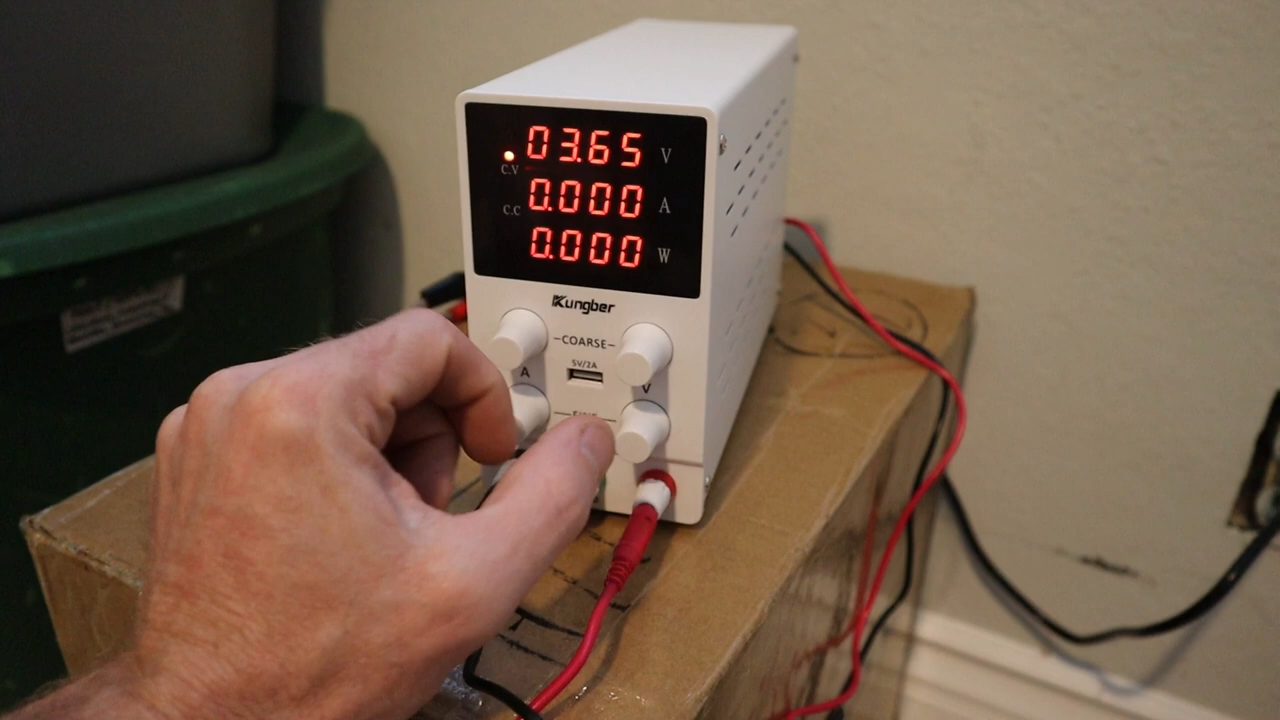 03.65 V
C.V
0.000 A
C.C
0.000 W
Kungber
COARSE
5V/2A
A
V